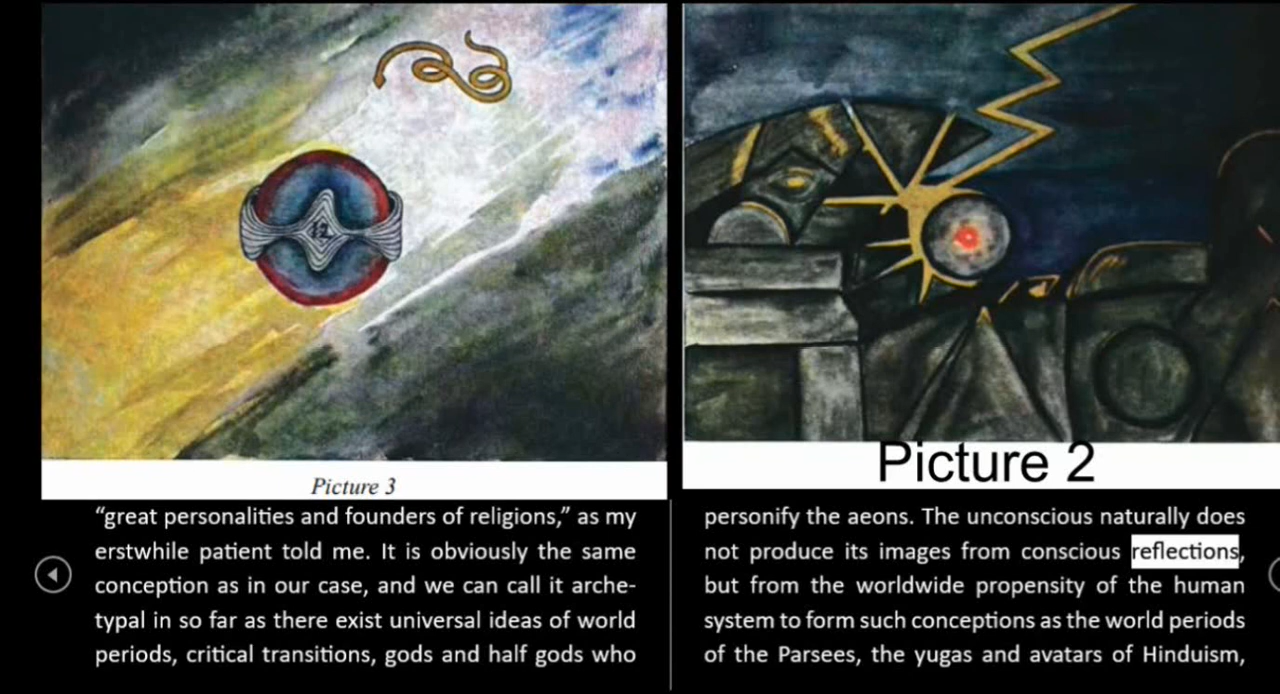 12
Picture 3
Picture 2
“great personalities and founders of religions,” as my
erstwhile patient told me. It is obviously the same
conception as in our case, and we can call it arche-
typal in so far as there exist universal ideas of world
periods, critical transitions, gods and half gods who
personify the aeons. The unconscious naturally does
not produce its images from conscious reflections,
but from the worldwide propensity of the human
system to form such conceptions as the world periods
of the Parsees, the yugas and avatars of Hinduism,